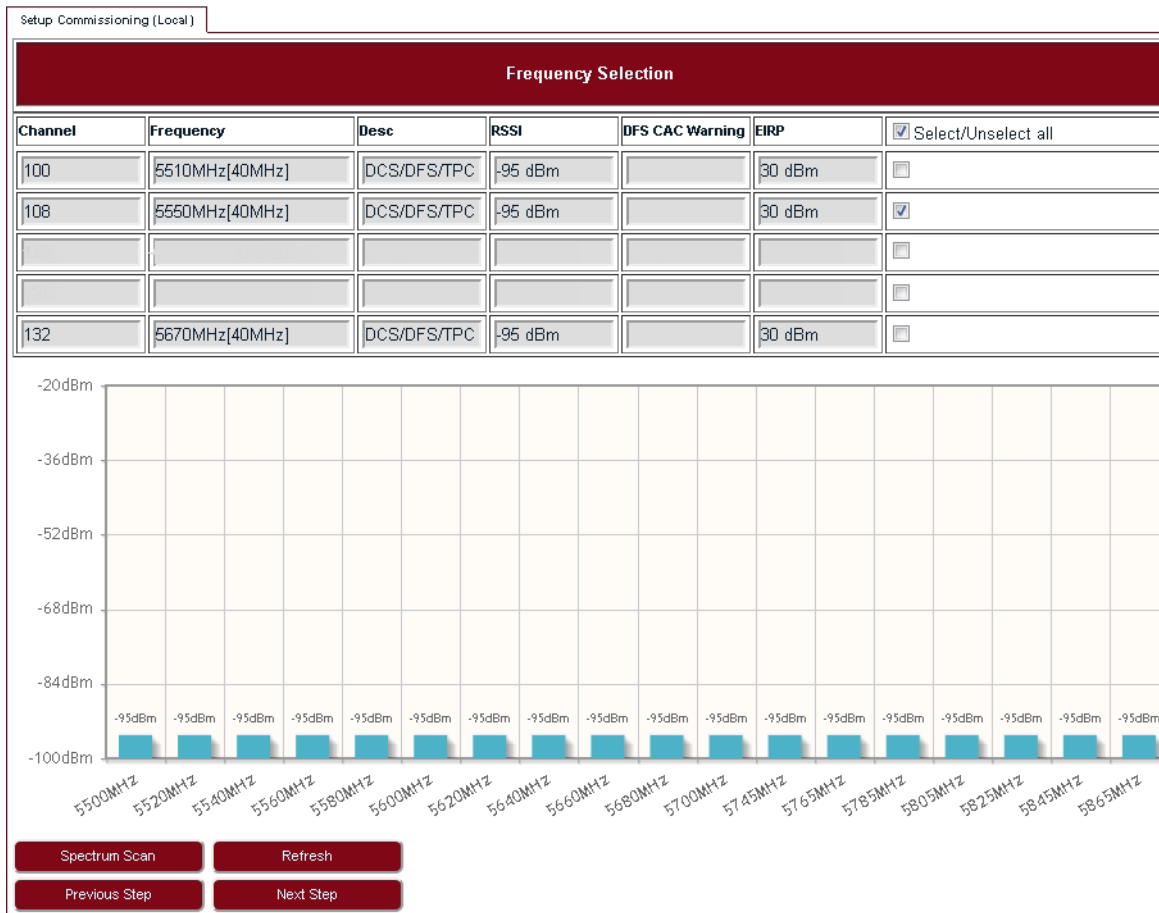 Setup Commissioning (Local)
Frequency Selection
Channel Frequency Desc RSSI DFS CAC Warning EIRP Select/Unselect all
100 5510MHz[40MHz] DCS/DFS/TPC -95 dBm 30 dBm
108 5550MHz[40MHz] DCS/DFS/TPC -95 dBm 30 dBm
132 5670MHz[40MHz] DCS/DFS/TPC -95 dBm 30 dBm
-20dBm
-36dBm
-52dBm
-68dBm
-84dBm
-95dBm -95dBm -95dBm -95dBm -95dBm -95dBm -95dBm -95dBm -95dBm -95dBm -95dBm -95dBm -95dBm -95dBm -95dBm -95dBm -95dBm -95dBm
-100dBm
5500MHz 5520MHz 5540MHz 5560MHz 5580MHz 5600MHz 5620MHz 5640MHz 5660MHz 5680MHz 5700MHz 5745MHz 5765MHz 5785MHz 5805MHz 5825MHz 5845MHz 5865MHz
Spectrum Scan Refresh
Previous Step Next Step